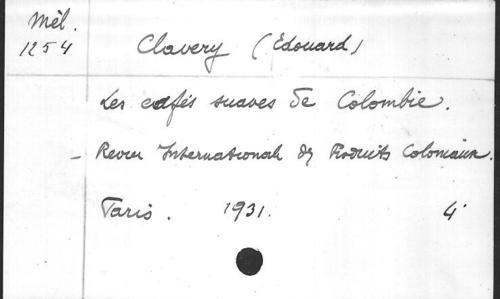 Mél.
1254
Clavery (Edouard)
Les cafés suaves de Colombie.
- Revue Internationale des Produits Coloniaux.
Paris. 1931. 4°